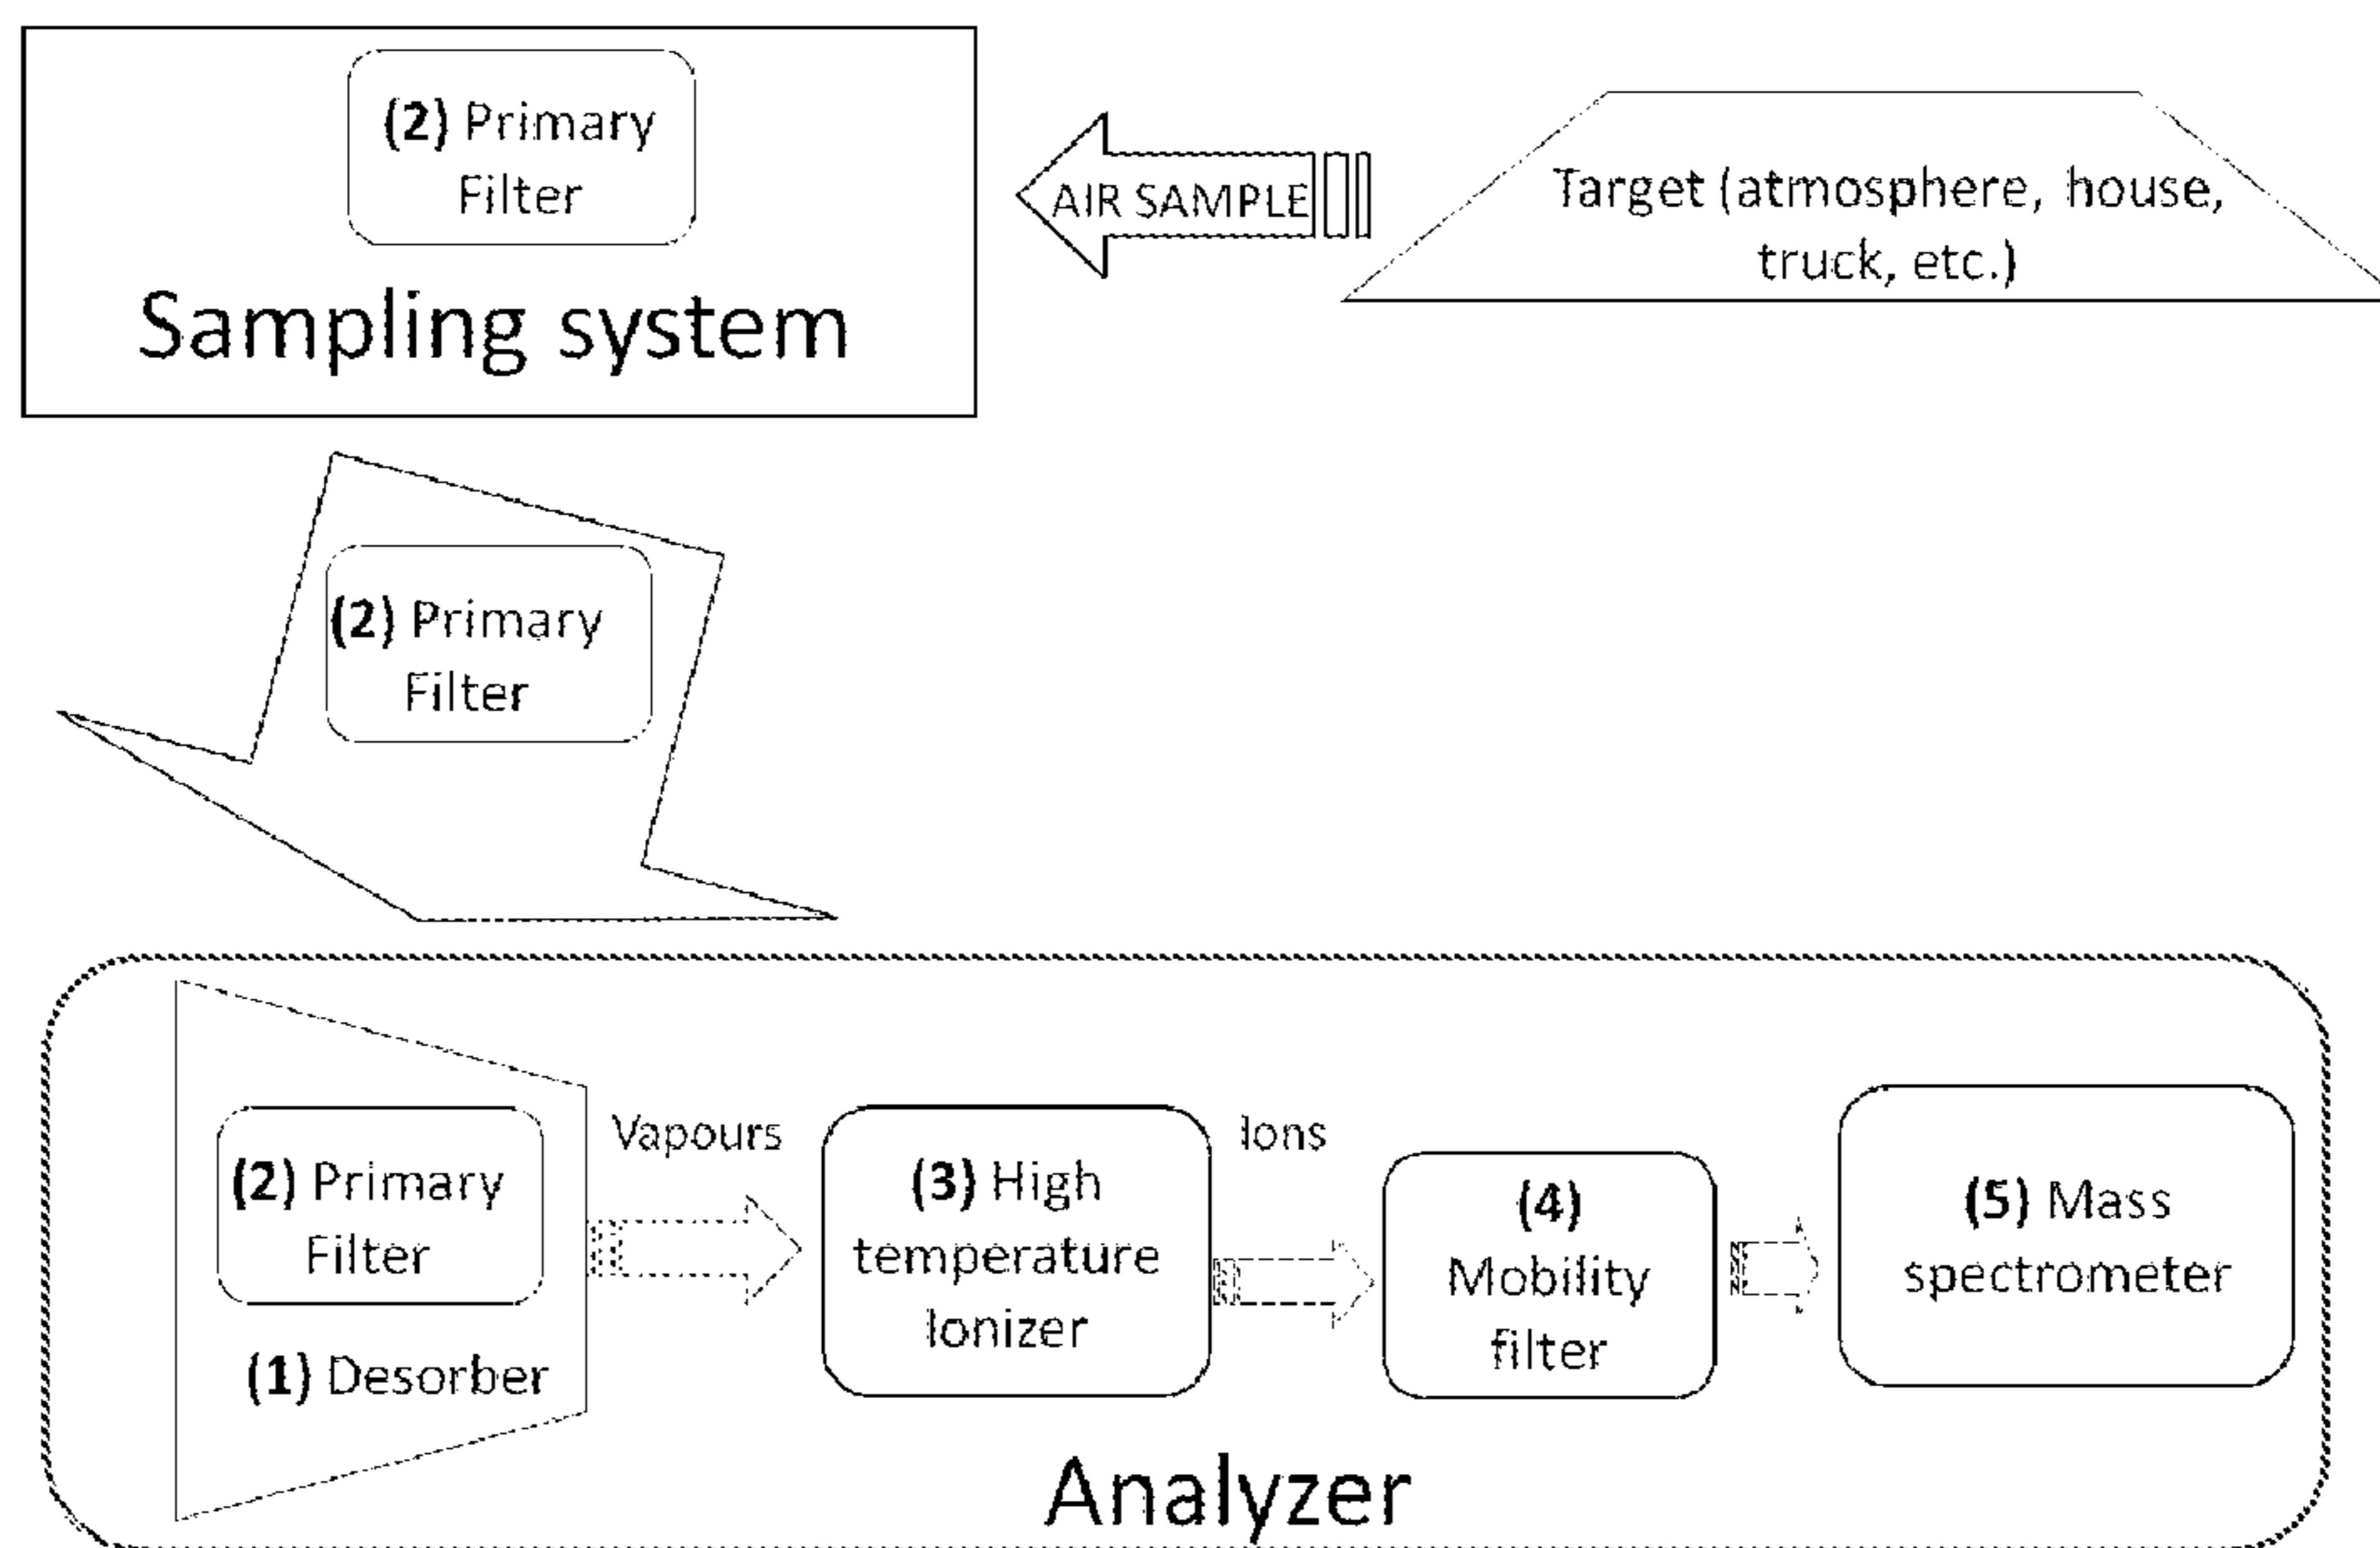 (2) Primary
Filter
Sampling system
AIR SAMPLE
Target (atmosphere, house,
truck, etc.)
(2) Primary
Filter
(2) Primary
Filter
(1) Desorber
Vapours
(3) High
temperature
Ionizer
Ions
(4)
Mobility
filter
(5) Mass
spectrometer
Analyzer